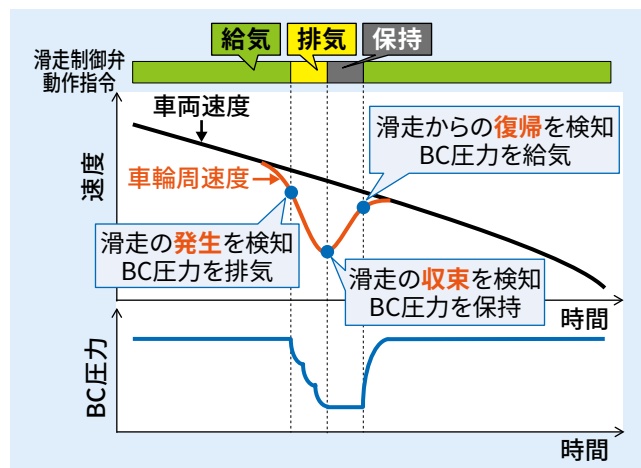 給気
排気
保持
滑走制御弁
動作指令
車両速度
速度
車輪周速度
滑走からの復帰を検知
BC圧力を給気
滑走の発生を検知
BC圧力を排気
滑走の収束を検知
BC圧力を保持
時間
BC圧力
時間